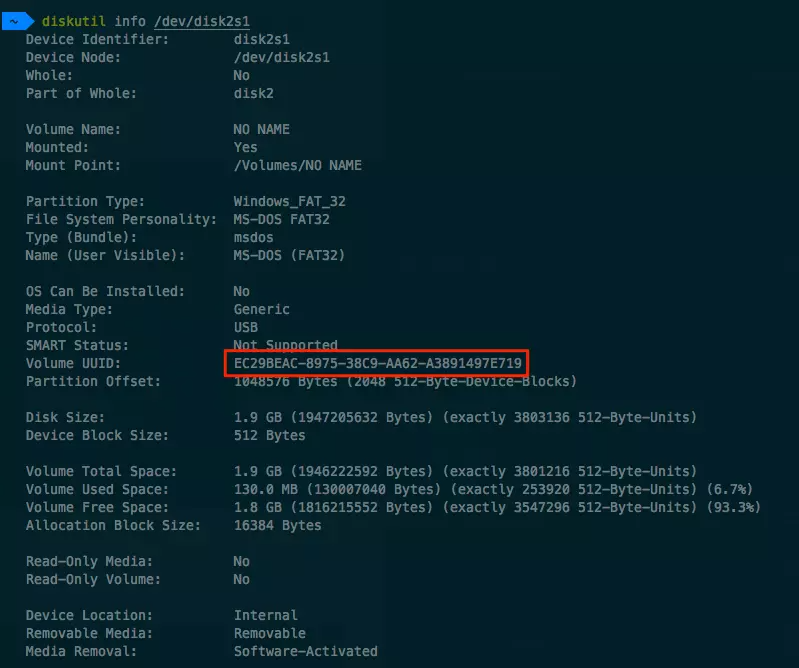 ~ diskutil info /dev/disk2s1
Device Identifier: disk2s1
Device Node: /dev/disk2s1
Whole: No
Part of Whole: disk2
Volume Name: NO NAME
Mounted: Yes
Mount Point: /Volumes/NO NAME
Partition Type: Windows_FAT_32
File System Personality: MS-DOS FAT32
Type (Bundle): msdos
Name (User Visible): MS-DOS (FAT32)
OS Can Be Installed: No
Media Type: Generic
Protocol: USB
SMART Status: Not Supported
Volume UUID: EC29BEAC-8975-38C9-AA62-A3891497E719
Partition Offset: 1048576 Bytes (2048 512-Byte-Device-Blocks)
Disk Size: 1.9 GB (1947205632 Bytes) (exactly 3803136 512-Byte-Units)
Device Block Size: 512 Bytes
Volume Total Space: 1.9 GB (1946222592 Bytes) (exactly 3801216 512-Byte-Units)
Volume Used Space: 130.0 MB (130007040 Bytes) (exactly 253920 512-Byte-Units) (6.7%)
Volume Free Space: 1.8 GB (1816215552 Bytes) (exactly 3547296 512-Byte-Units) (93.3%)
Allocation Block Size: 16384 Bytes
Read-Only Media: No
Read-Only Volume: No
Device Location: Internal
Removable Media: Removable
Media Removal: Software-Activated